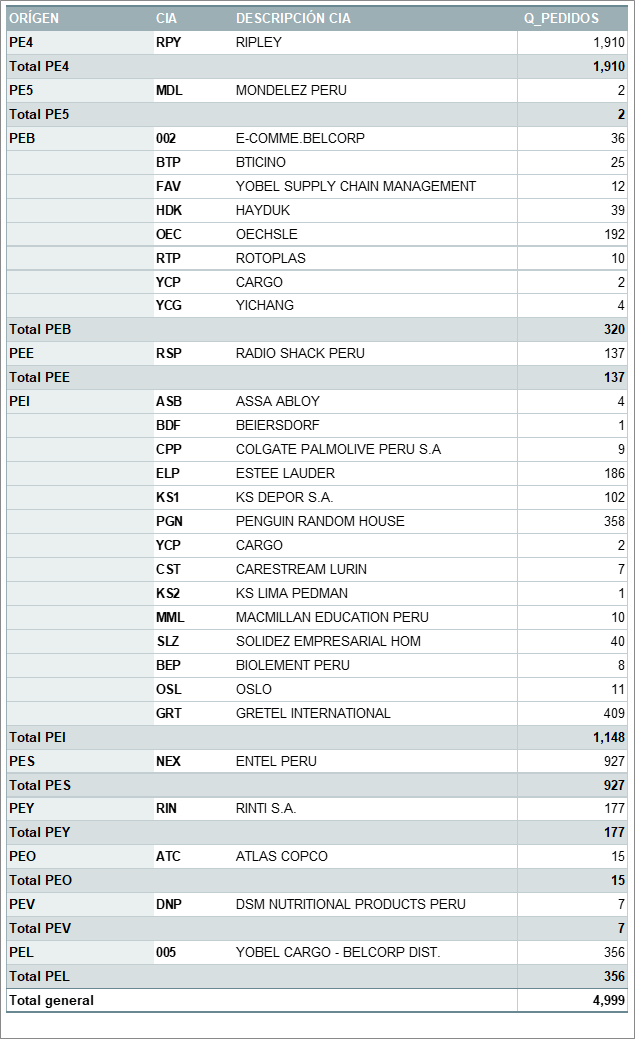 ORÍGEN CIA DESCRIPCIÓN CIA Q_PEDIDOS
PE4 RPY RIPLEY 1,910
Total PE4 1,910
PE5 MDL MONDELEZ PERU 2
Total PE5 2
PEB 002 E-COMME.BELCORP 36
BTP BTICINO 25
FAV YOBEL SUPPLY CHAIN MANAGEMENT 12
HDK HAYDUK 39
OEC OECHSLE 192
RTP ROTOPLAS 10
YCP CARGO 2
YCG YICHANG 4
Total PEB 320
PEE RSP RADIO SHACK PERU 137
Total PEE 137
PEI ASB ASSA ABLOY 4
BDF BEIERSDORF 1
CPP COLGATE PALMOLIVE PERU S.A 9
ELP ESTEE LAUDER 186
KS1 KS DEPOR S.A. 102
PGN PENGUIN RANDOM HOUSE 358
YCP CARGO 2
CST CARESTREAM LURIN 7
KS2 KS LIMA PEDMAN 1
MML MACMILLAN EDUCATION PERU 10
SLZ SOLIDEZ EMPRESARIAL HOM 40
BEP BIOLEMENT PERU 8
OSL OSLO 11
GRT GRETEL INTERNATIONAL 409
Total PEI 1,148
PES NEX ENTEL PERU 927
Total PES 927
PEY RIN RINTI S.A. 177
Total PEY 177
PEO ATC ATLAS COPCO 15
Total PEO 15
PEV DNP DSM NUTRITIONAL PRODUCTS PERU 7
Total PEV 7
PEL 005 YOBEL CARGO - BELCORP DIST. 356
Total PEL 356
Total general 4,999